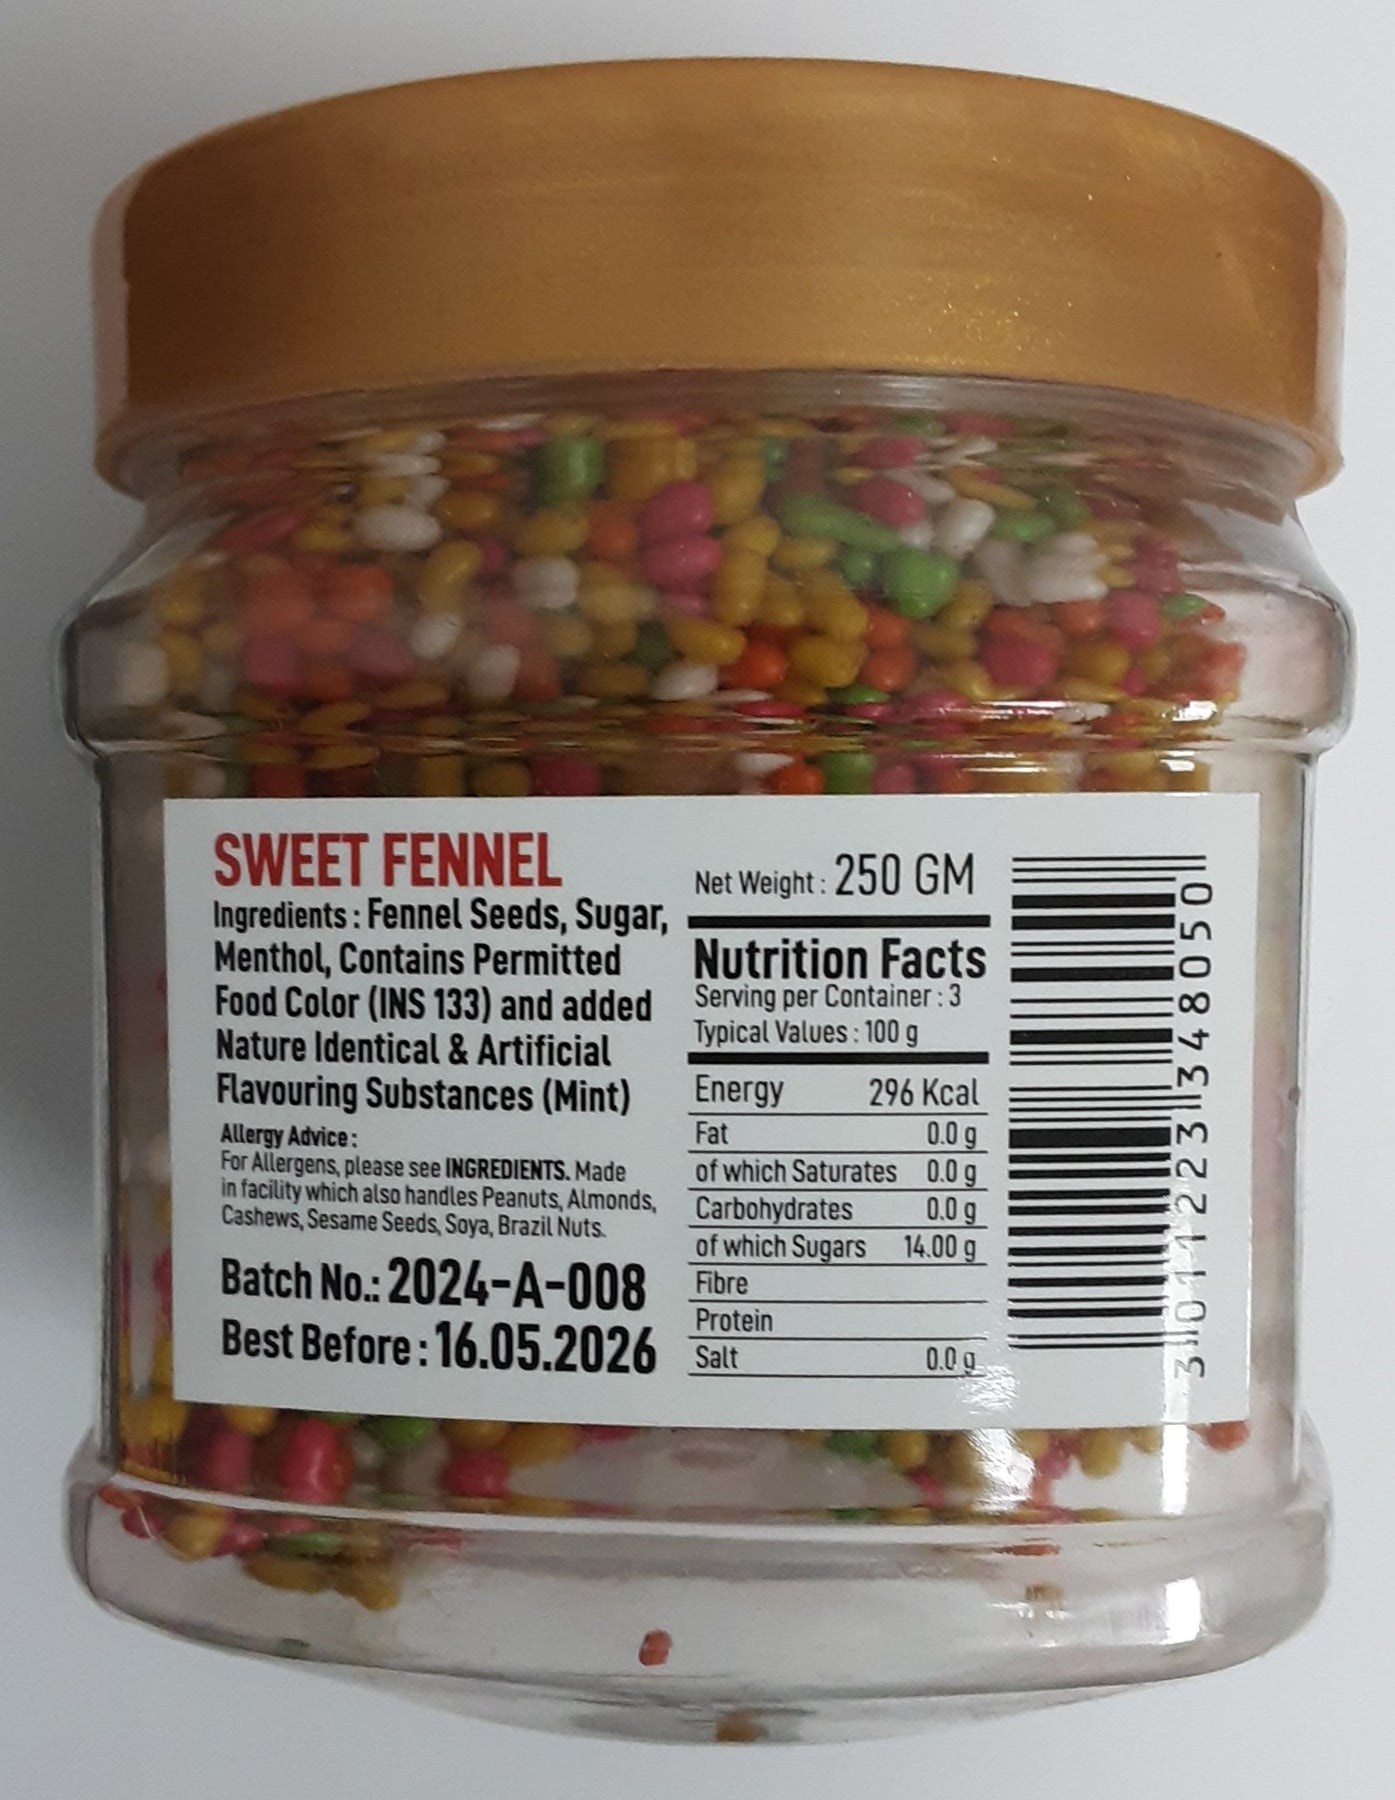 SWEET FENNEL
Ingredients : Fennel Seeds, Sugar,
Menthol, Contains Permitted
Food Color (INS 133) and added
Nature Identical & Artificial
Flavouring Substances (Mint)
Allergy Advice :
For Allergens, please see INGREDIENTS. Made
in facility which also handles Peanuts, Almonds,
Cashews, Sesame Seeds, Soya, Brazil Nuts.
Batch No.: 2024-A-008
Best Before : 16.05.2026
Net Weight : 250 GM
Nutrition Facts
Serving per Container : 3
Typical Values : 100 g
Energy 296 Kcal
Fat 0.0 g
of which Saturates 0.0 g
Carbohydrates 0.0 g
of which Sugars 14.00 g
Fibre
Protein
Salt 0.0 g
3 011223 348050